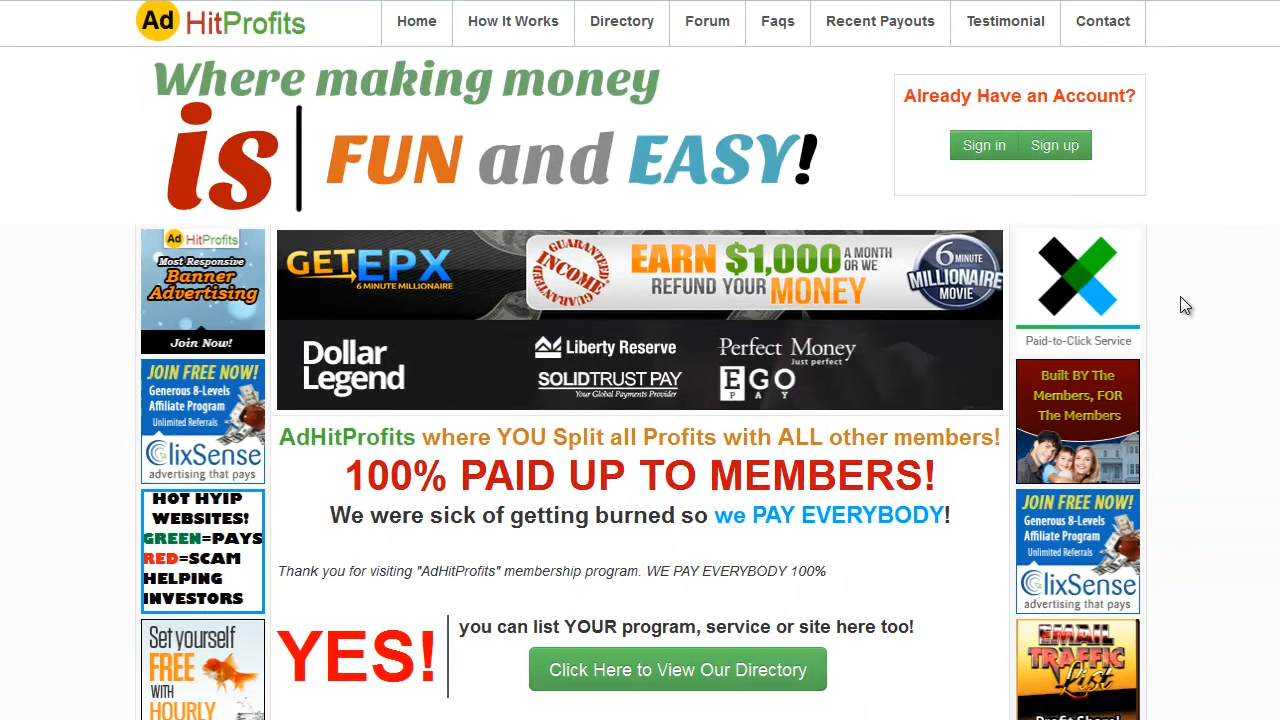 Ad HitProfits
Home
How It Works
Directory
Forum
Faqs
Recent Payouts
Testimonial
Contact
Where making money
is FUN and EASY!
Already Have an Account?
Sign in
Sign up
Ad HitProfits
Most Responsive
Banner
Advertising
Join Now!
JOIN FREE NOW!
Generous 8-Levels
Affiliate Program
Unlimited Referrals
ClixSense
advertising that pays
HOT HYIP
WEBSITES!
GREEN=PAYS
RED=SCAM
HELPING
INVESTORS
Set yourself
FREE
WITH
HOURLY
GETEPX
6 MINUTE MILLIONAIRE
GUARANTEED
INCOME
GUARANTEED
EARN $1,000 A MONTH
OR WE
REFUND YOUR MONEY
6
MINUTE
MILLIONAIRE
MOVIE
Dollar
Legend
Liberty Reserve
SOLIDTRUST PAY
Your Global Payments Provider
Perfect Money
Just perfect
EGO
PAY
AdHitProfits where YOU Split all Profits with ALL other members!
100% PAID UP TO MEMBERS!
We were sick of getting burned so we PAY EVERYBODY!
Thank you for visiting "AdHitProfits" membership program. WE PAY EVERYBODY 100%
YES!
you can list YOUR program, service or site here too!
Click Here to View Our Directory
Paid-to-Click Service
Built BY The
Members, FOR
The Members
JOIN FREE NOW!
Generous 8-Levels
Affiliate Program
Unlimited Referrals
ClixSense
advertising that pays
EMAIL
TRAFFIC
List
Profit Share!